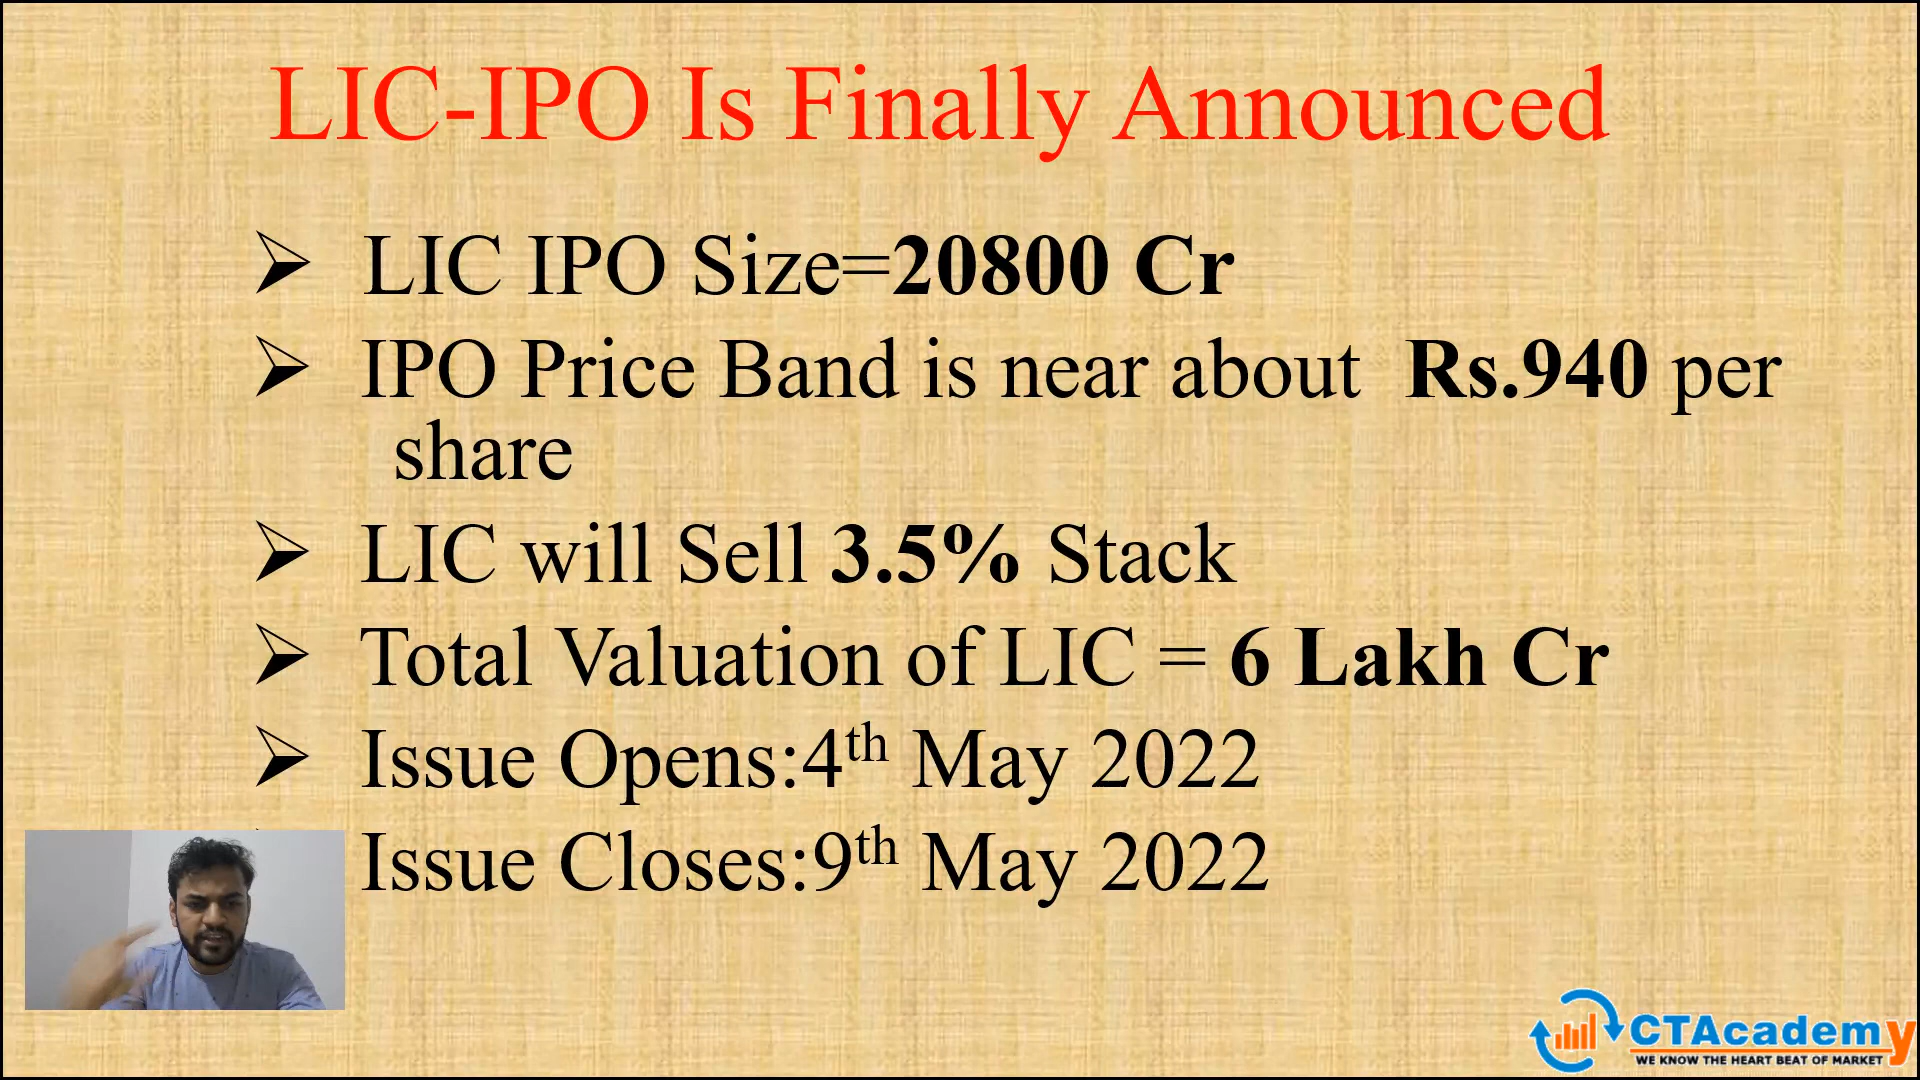 LIC-IPO Is Finally Announced
LIC IPO Size=20800 Cr
IPO Price Band is near about Rs.940 per
share
LIC will Sell 3.5% Stack
Total Valuation of LIC = 6 Lakh Cr
Issue Opens:4th May 2022
Issue Closes:9th May 2022
CTAcademy
WE KNOW THE HEART BEAT OF MARKET